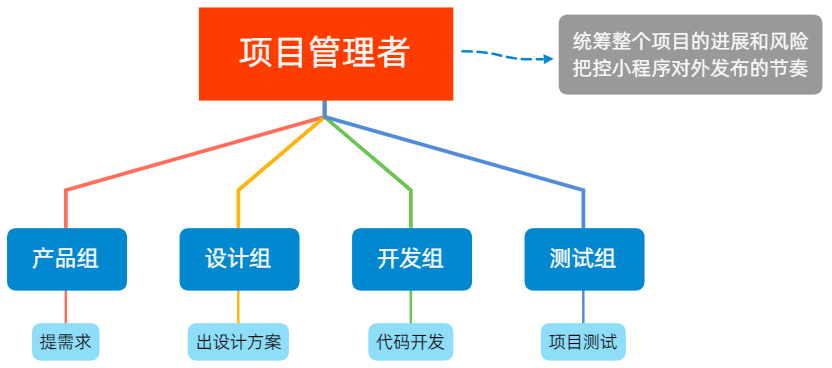 项目管理者
统筹整个项目的进展和风险
把控小程序对外发布的节奏
产品组
设计组
开发组
测试组
提需求
出设计方案
代码开发
项目测试